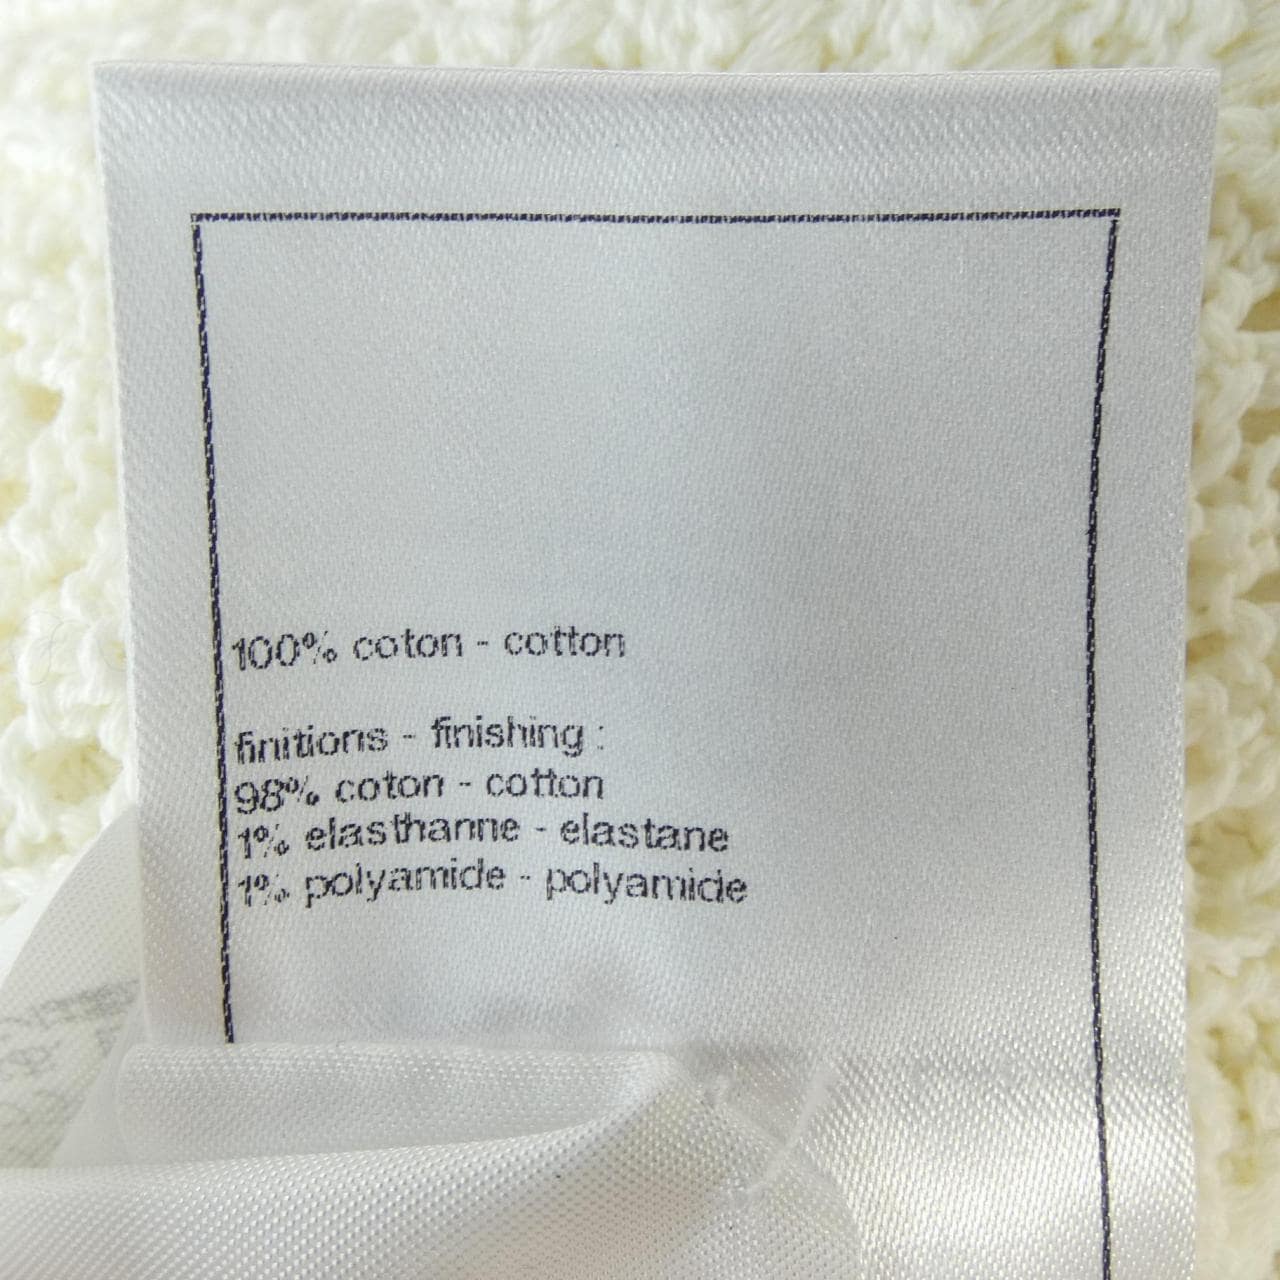 100% coton - cotton
finitions - finishing :
98% coton - cotton
1% elasthanne - elastane
1% polyamide - polyamide